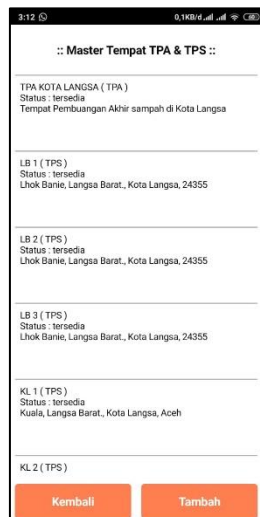 3:12
0,1KB/d
:: Master Tempat TPA & TPS ::
TPA KOTA LANGSA ( TPA )
Status : tersedia
Tempat Pembuangan Akhir sampah di Kota Langsa
LB 1 ( TPS )
Status : tersedia
Lhok Banie, Langsa Barat., Kota Langsa, 24355
LB 2 ( TPS )
Status : tersedia
Lhok Banie, Langsa Barat., Kota Langsa, 24355
LB 3 ( TPS )
Status : tersedia
Lhok Banie, Langsa Barat., Kota Langsa, 24355
KL 1 ( TPS )
Status : tersedia
Kuala, Langsa Barat., Kota Langsa, Aceh
KL 2 ( TPS )
Kembali
Tambah